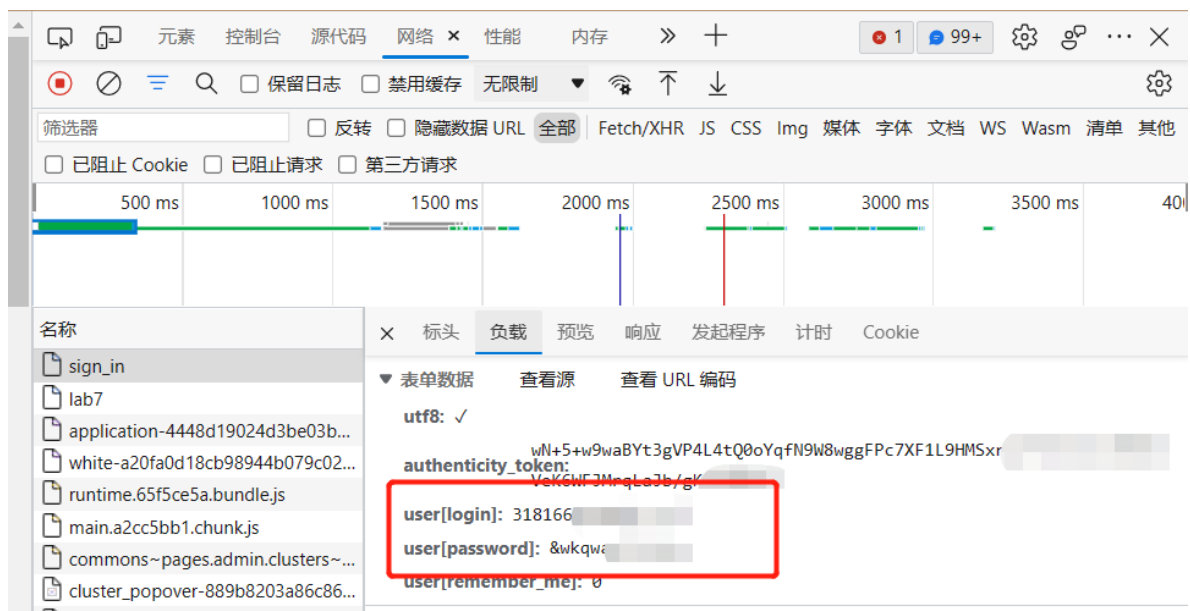 元素 控制台 源代码 网络 × 性能 内存 » + 1 99+ ··· ×
保留日志 禁用缓存 无限制
筛选器 反转 隐藏数据 URL 全部 Fetch/XHR JS CSS Img 媒体 字体 文档 WS Wasm 清单 其他
已阻止 Cookie 已阻止请求 第三方请求
500 ms 1000 ms 1500 ms 2000 ms 2500 ms 3000 ms 3500 ms 40
名称 × 标头 负载 预览 响应 发起程序 计时 Cookie
sign_in
lab7
application-4448d19024d3be03b...
white-a20fa0d18cb98944b079c02...
runtime.65f5ce5a.bundle.js
main.a2cc5bb1.chunk.js
commons~pages.admin.clusters~...
cluster_popover-889b8203a86c86...
▼ 表单数据 查看源 查看 URL 编码
utf8: ✓
authenticity_token:
wN+5+w9waBYt3gVP4L4tQ0oYqfN9W8wggFPc7XF1L9HMSxr
user[login]: 318166
user[password]: &wkqwa
user[remember_me]: 0